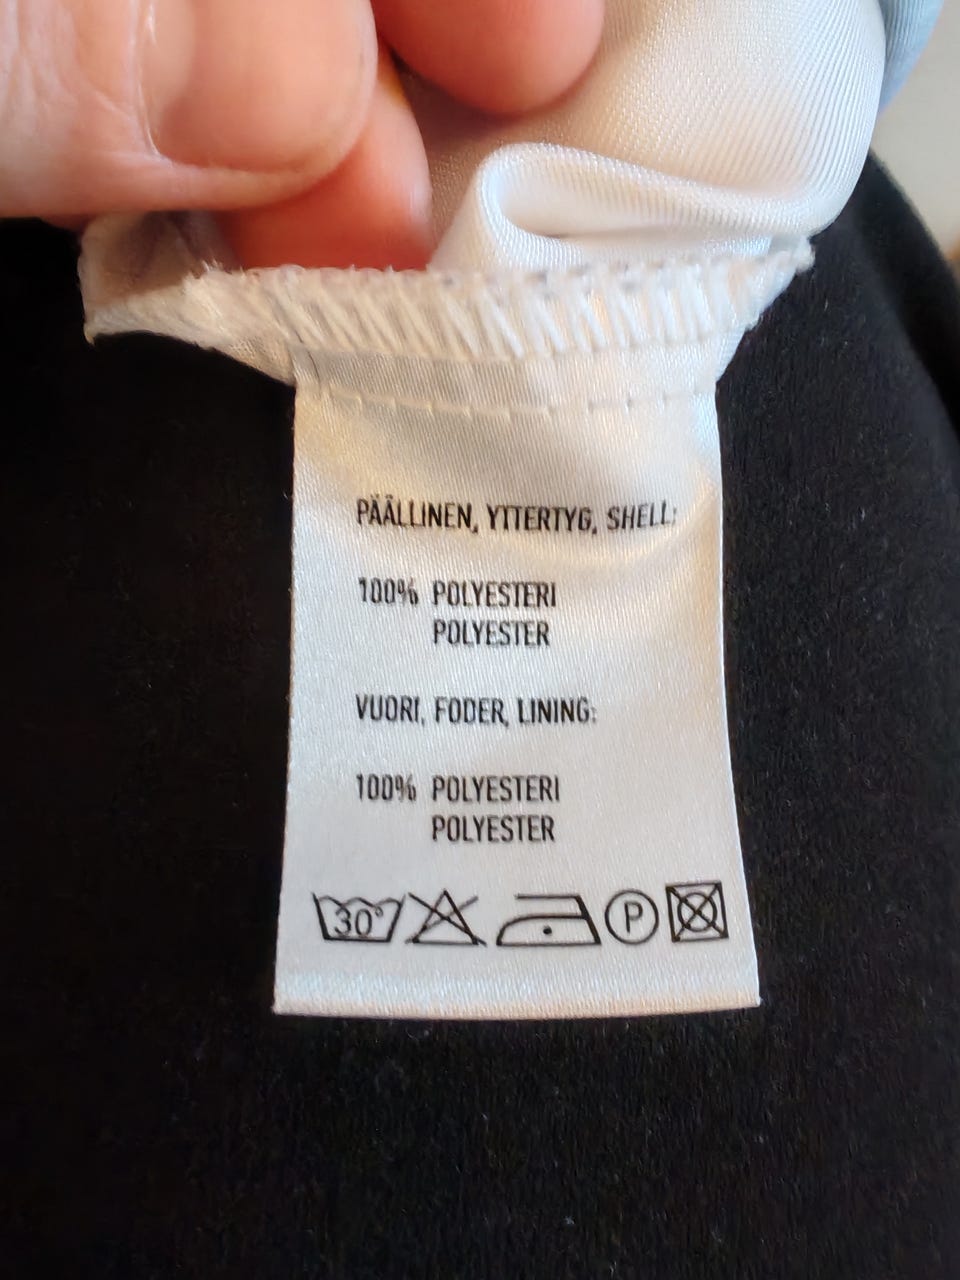 PÄÄLLINEN, YTTERTYG, SHELL:
100% POLYESTERI
POLYESTER
VUORI, FODER, LINING:
100% POLYESTERI
POLYESTER
30° P